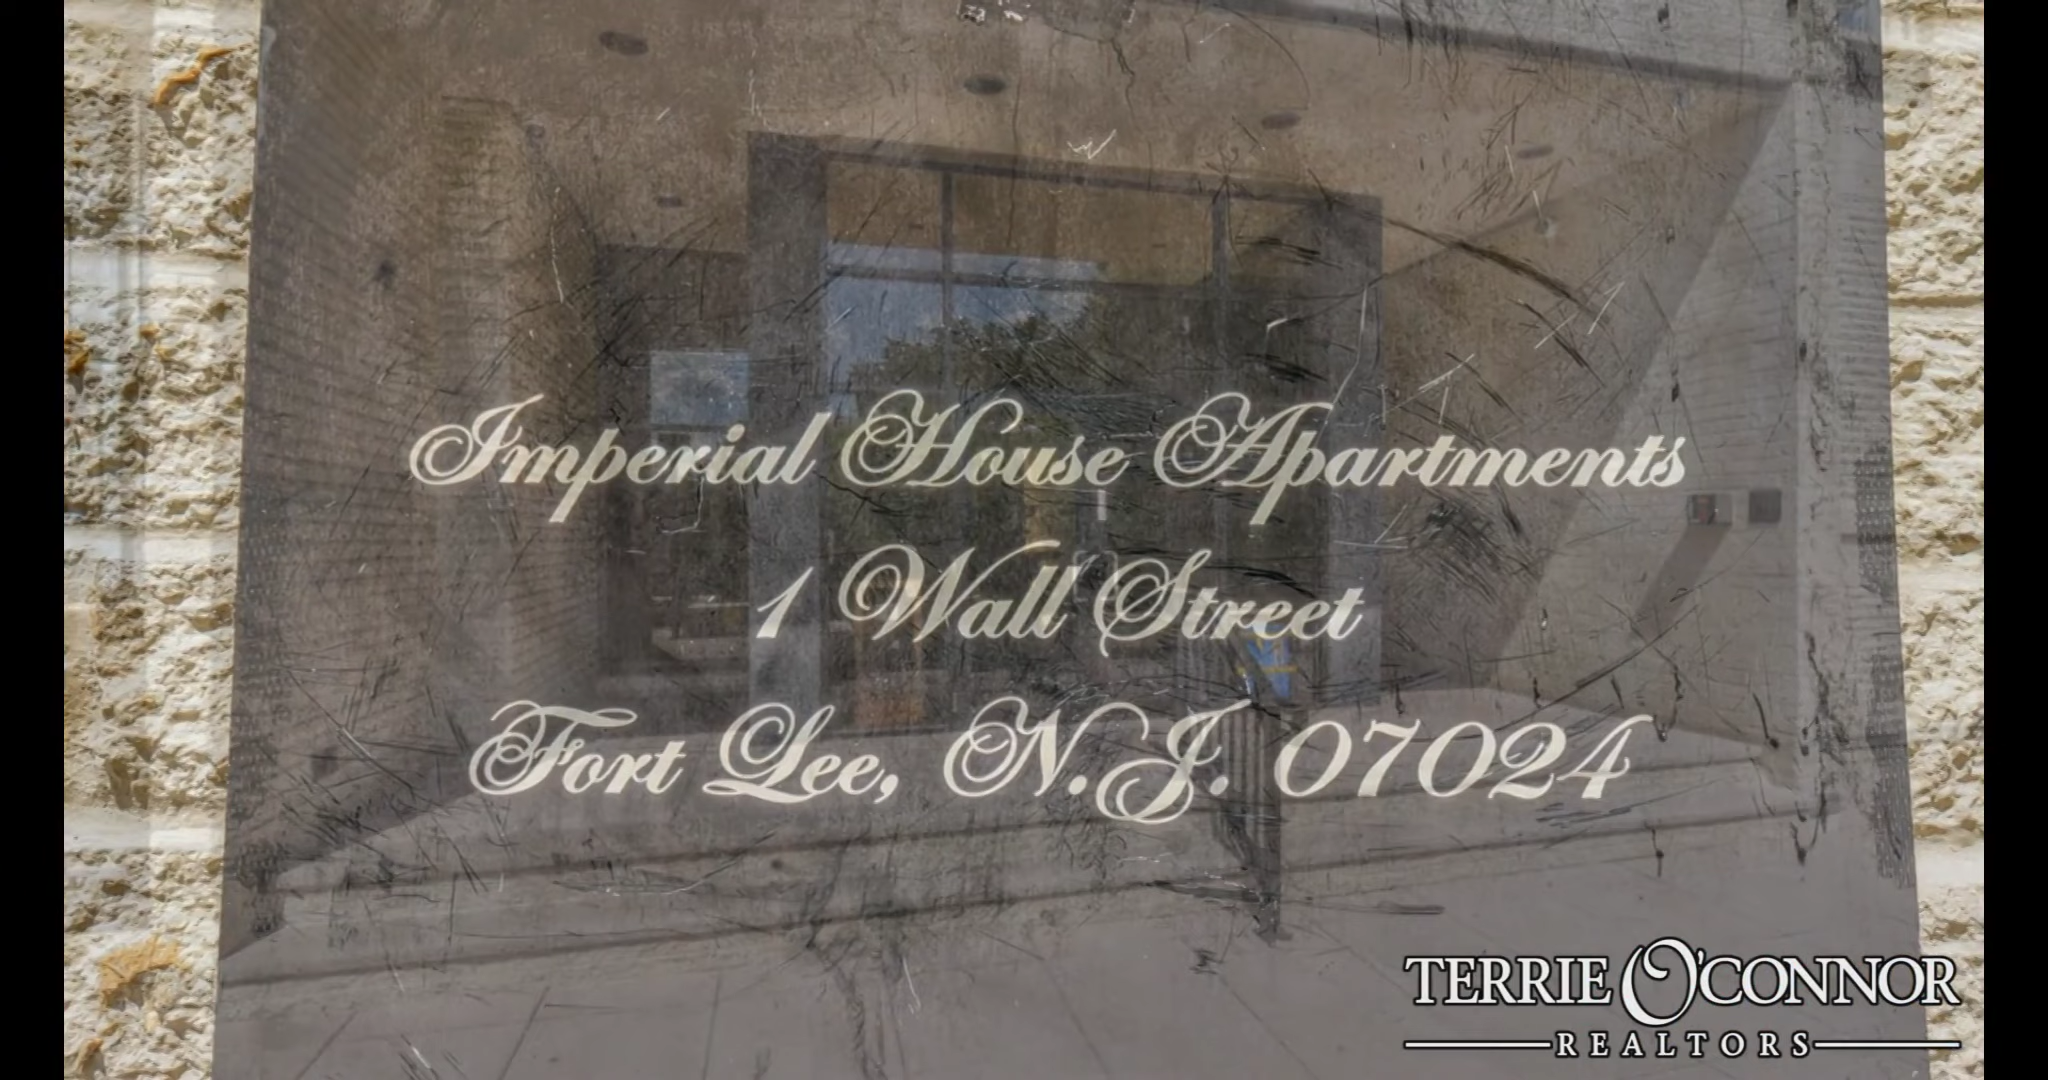 Imperial House Apartments
1 Wall Street
Fort Lee, N.J. 07024
TERRIE O'CONNOR
REALTORS